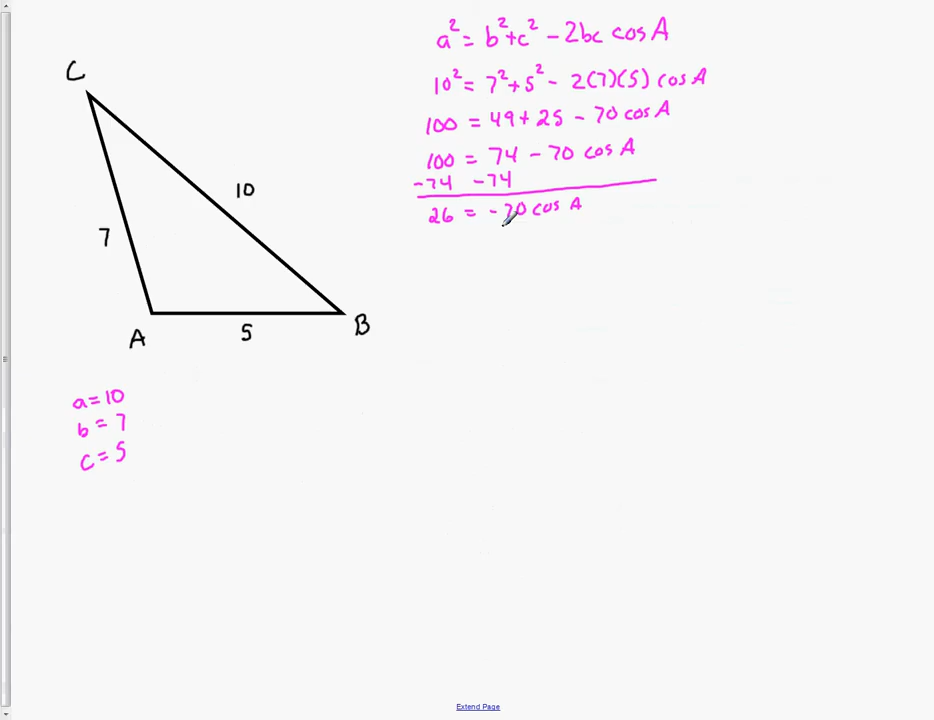 a² = b² + c² - 2bc cos A
10² = 7² + 5² - 2(7)(5) cos A
100 = 49 + 25 - 70 cos A
100 = 74 - 70 cos A
-74 -74
26 = -70 cos A
C
10
7
A
5
B
a = 10
b = 7
c = 5
Extend Page